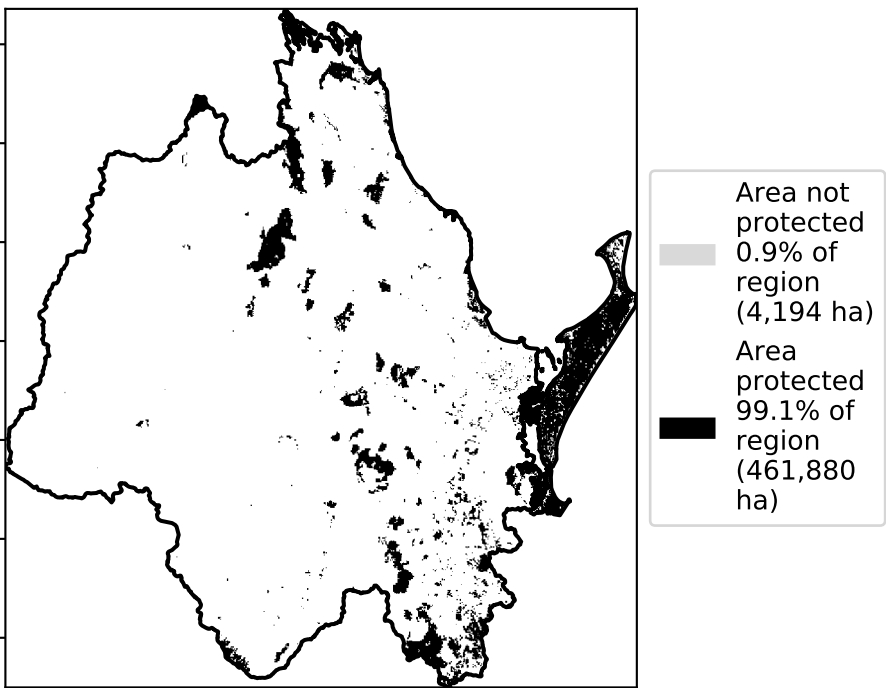 Area not
protected
0.9% of
region
(4,194 ha)
Area
protected
99.1% of
region
(461,880
ha)